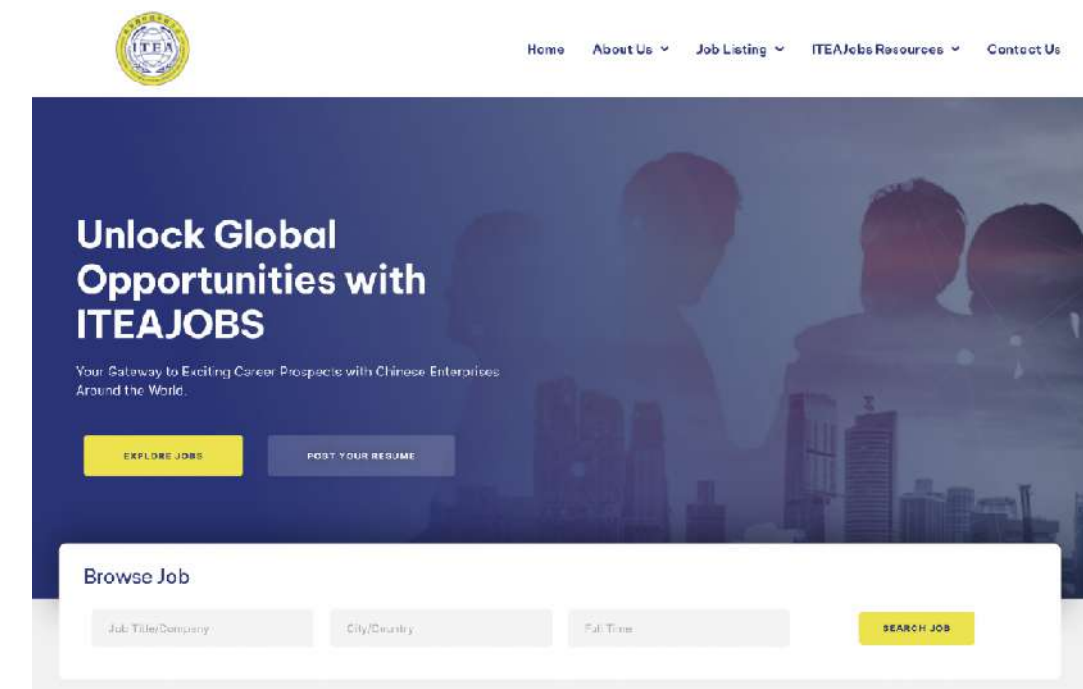 ITEA
Home About Us Job Listing ITEAJobs Resources Contact Us
Unlock Global
Opportunities with
ITEAJOBS
Your Gateway to Exciting Career Prospects with Chinese Enterprises
Around the World.
EXPLORE JOBS POST YOUR RESUME
Browse Job
Job Title/Company City/Country Full Time SEARCH JOB